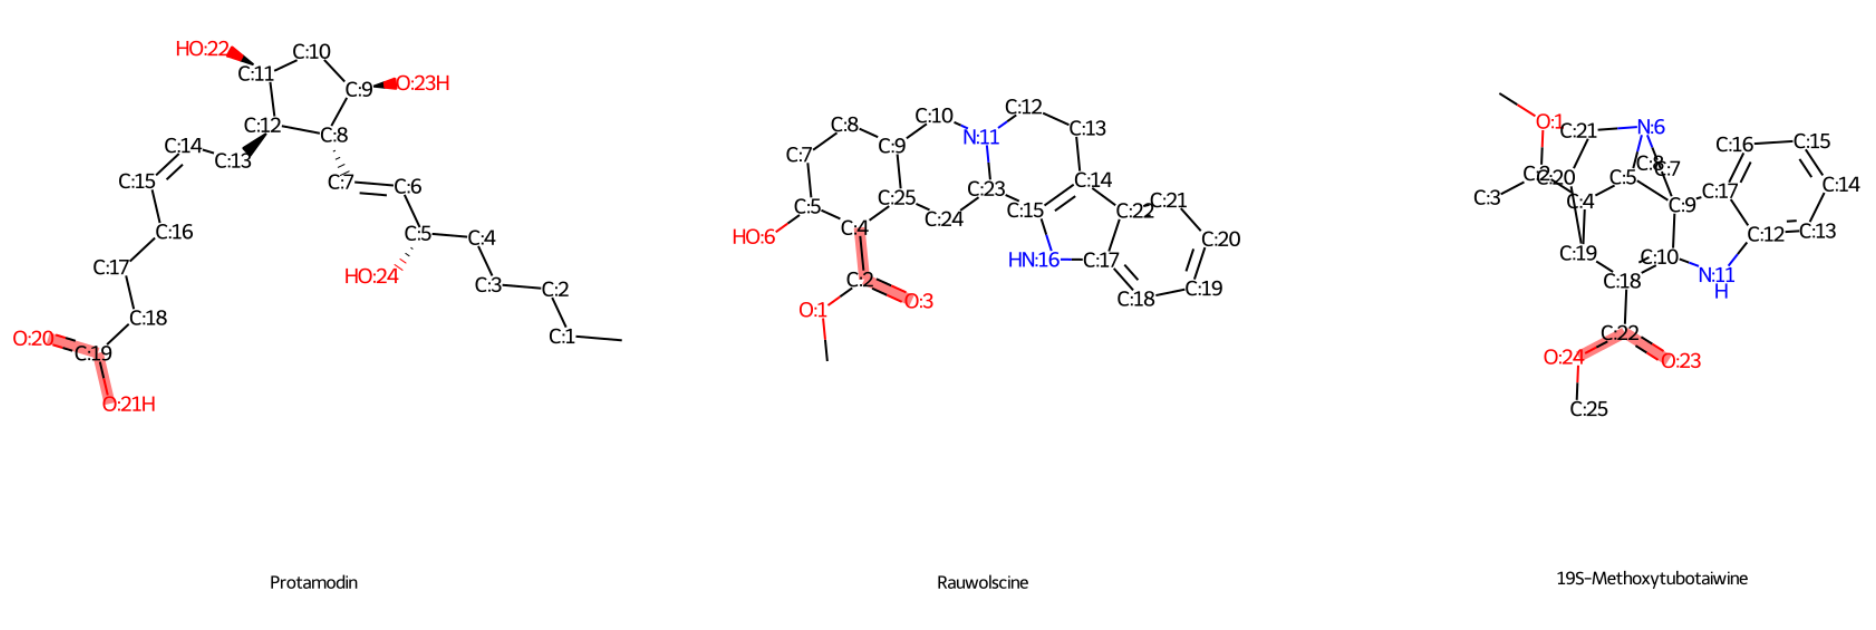 HO:22
C:10
C:11
C:9
O:23H
C:12
C:8
C:14
C:13
C:15
C:7
C:6
C:16
C:5
C:4
C:17
HO:24
C:3
C:2
C:18
C:1
O:20
C:19
O:21H
Protamodin
C:12
C:10
C:8
C:13
N:11
C:9
C:7
C:14
C:23
C:25
C:21
C:5
C:15
C:22
C:24
C:4
HO:6
C:20
HN:16
C:17
C:2
C:19
O:3
C:18
O:1
Rauwolscine
O:1
C:21
N:6
C:16
C:15
C:8
C:7
C:2
C:20
C:5
C:14
C:17
C:3
C:4
C:9
C:12
C:13
C:19
C:10
C:18
N:11
H
C:22
O:24
O:23
C:25
19S-Methoxytubotaiwine